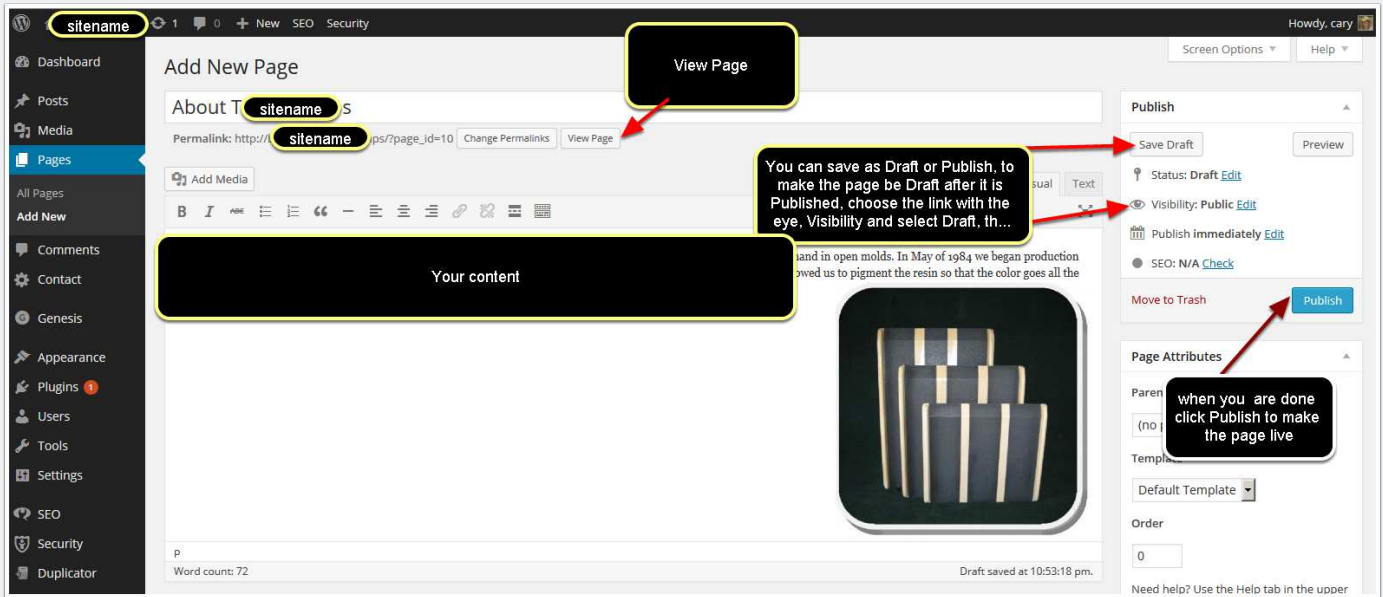 sitename 1 0 New SEO Security Howdy, cary
Screen Options Help
Dashboard
Posts
Media
Pages
All Pages
Add New
Comments
Contact
Genesis
Appearance
Plugins 1
Users
Tools
Settings
SEO
Security
Duplicator
Add New Page
View Page
About T sitename s
Permalink: http:// sitename ps/?page_id=10 Change Permalinks View Page
Add Media
Text
B I ABC
You can save as Draft or Publish, to
make the page be Draft after it is
Published, choose the link with the
eye, Visibility and select Draft, th...
Your content
hand in open molds. In May of 1984 we began production
owed us to pigment the resin so that the color goes all the
P
Word count: 72 Draft saved at 10:53:18 pm.
Publish
Save Draft Preview
Status: Draft Edit
Visibility: Public Edit
Publish immediately Edit
SEO: N/A Check
Move to Trash Publish
Page Attributes
when you are done
click Publish to make
the page live
(no
Default Template
Order
0
Need help? Use the Help tab in the upper